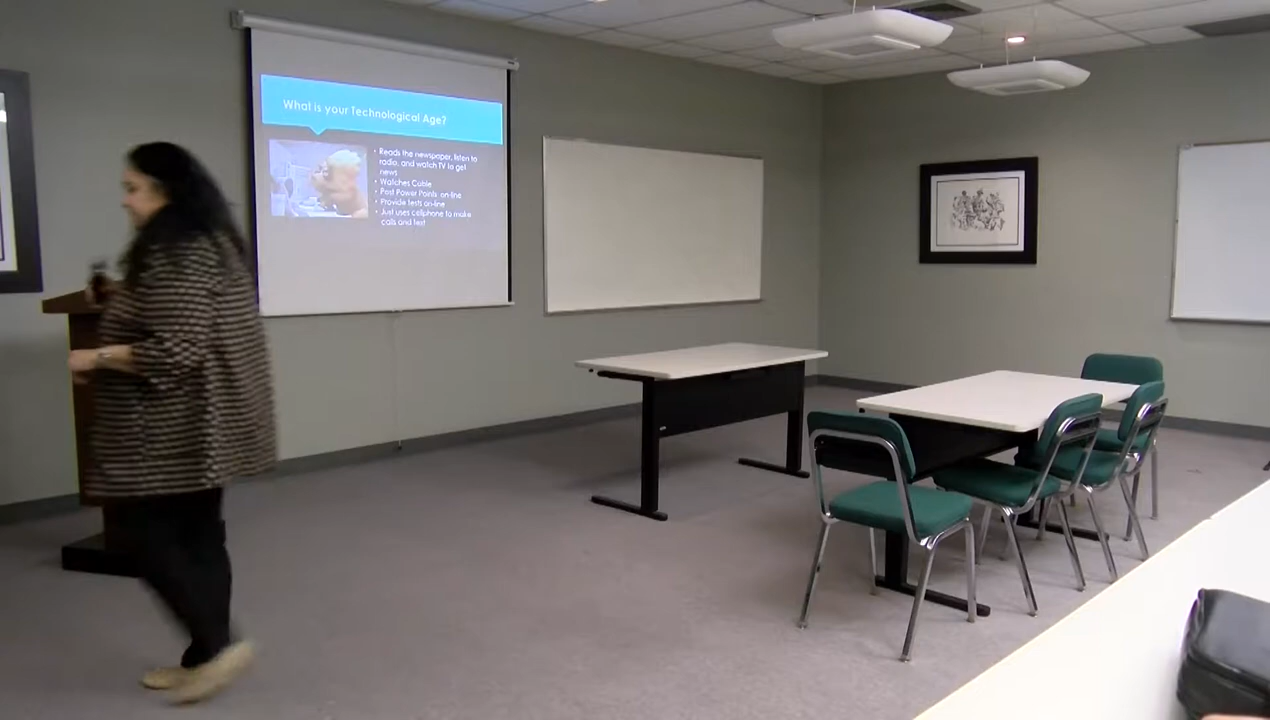 What is your Technological Age?
• Reads the newspaper, listen to
radio, and watch TV to get
news
• Watches Cable
• Post Power Points on-line
• Provide tests on-line
• Just uses cellphone to make
calls and text